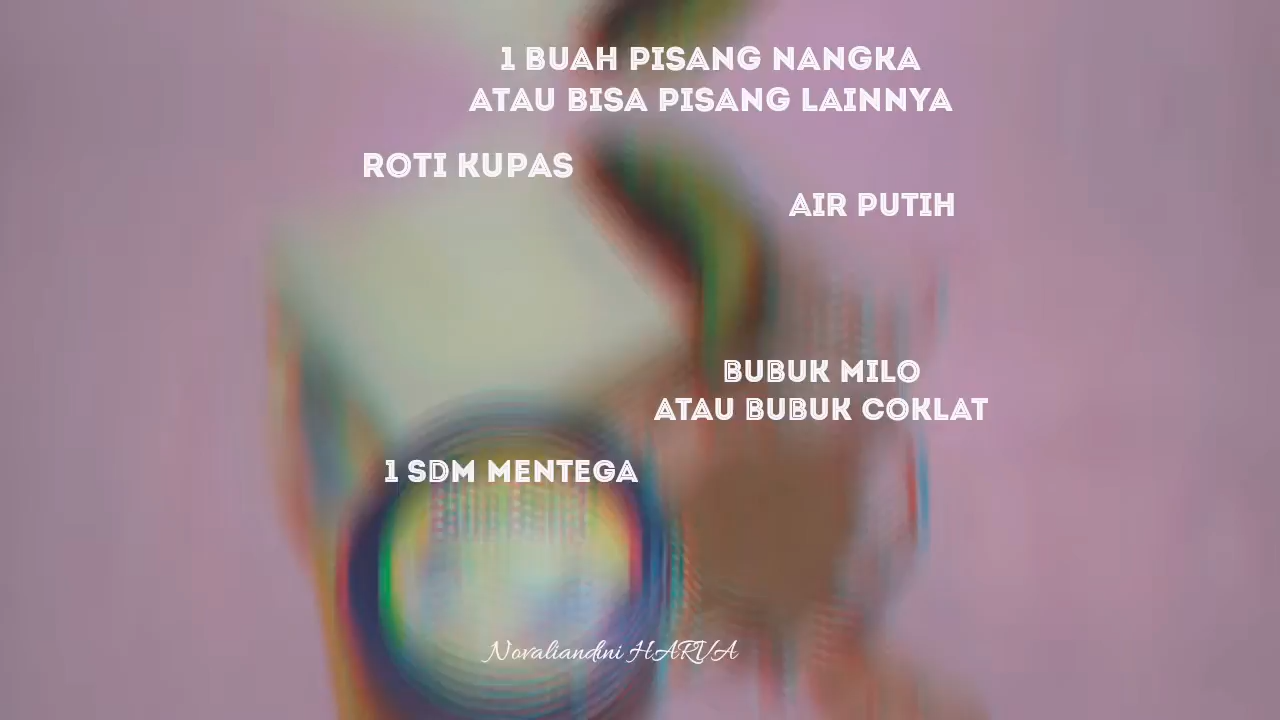 1 BUAH PISANG NANGKA
ATAU BISA PISANG LAINNYA
ROTI KUPAS
AIR PUTIH
BUBUK MILO
ATAU BUBUK COKLAT
1 SDM MENTEGA
Novaliandini HARVA